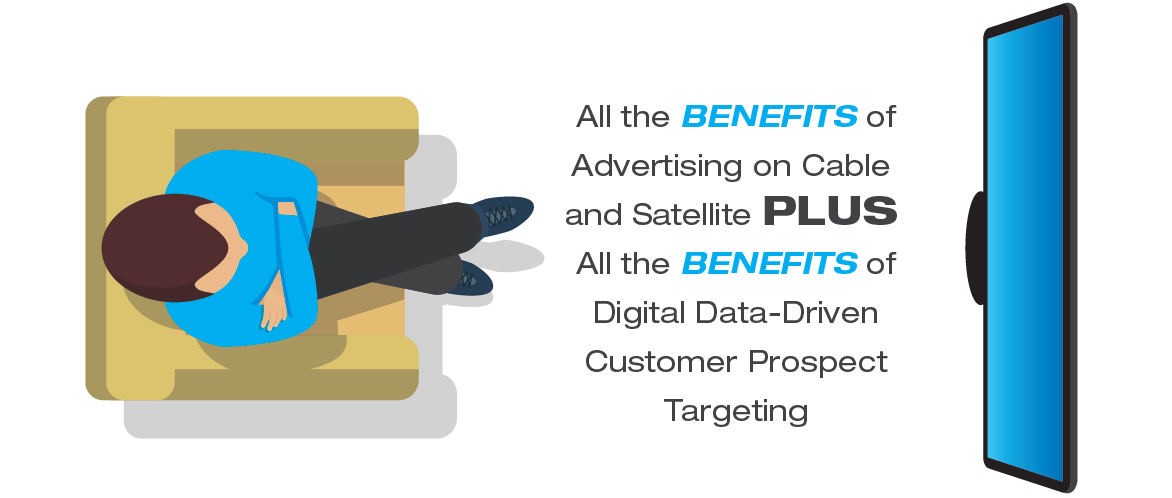 All the BENEFITS of
Advertising on Cable
and Satellite PLUS
All the BENEFITS of
Digital Data-Driven
Customer Prospect
Targeting